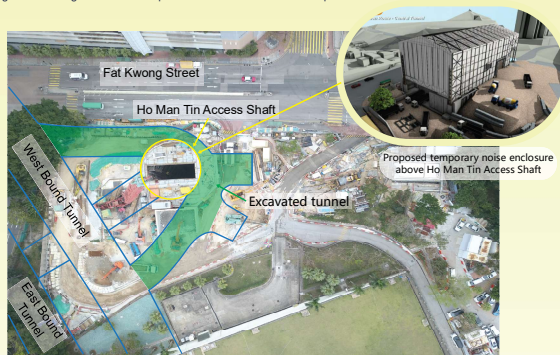 Fat Kwong Street
Ho Man Tin Access Shaft
Proposed temporary noise enclosure
above Ho Man Tin Access Shaft
West Bound Tunnel
Excavated tunnel
East Bound
Tunnel